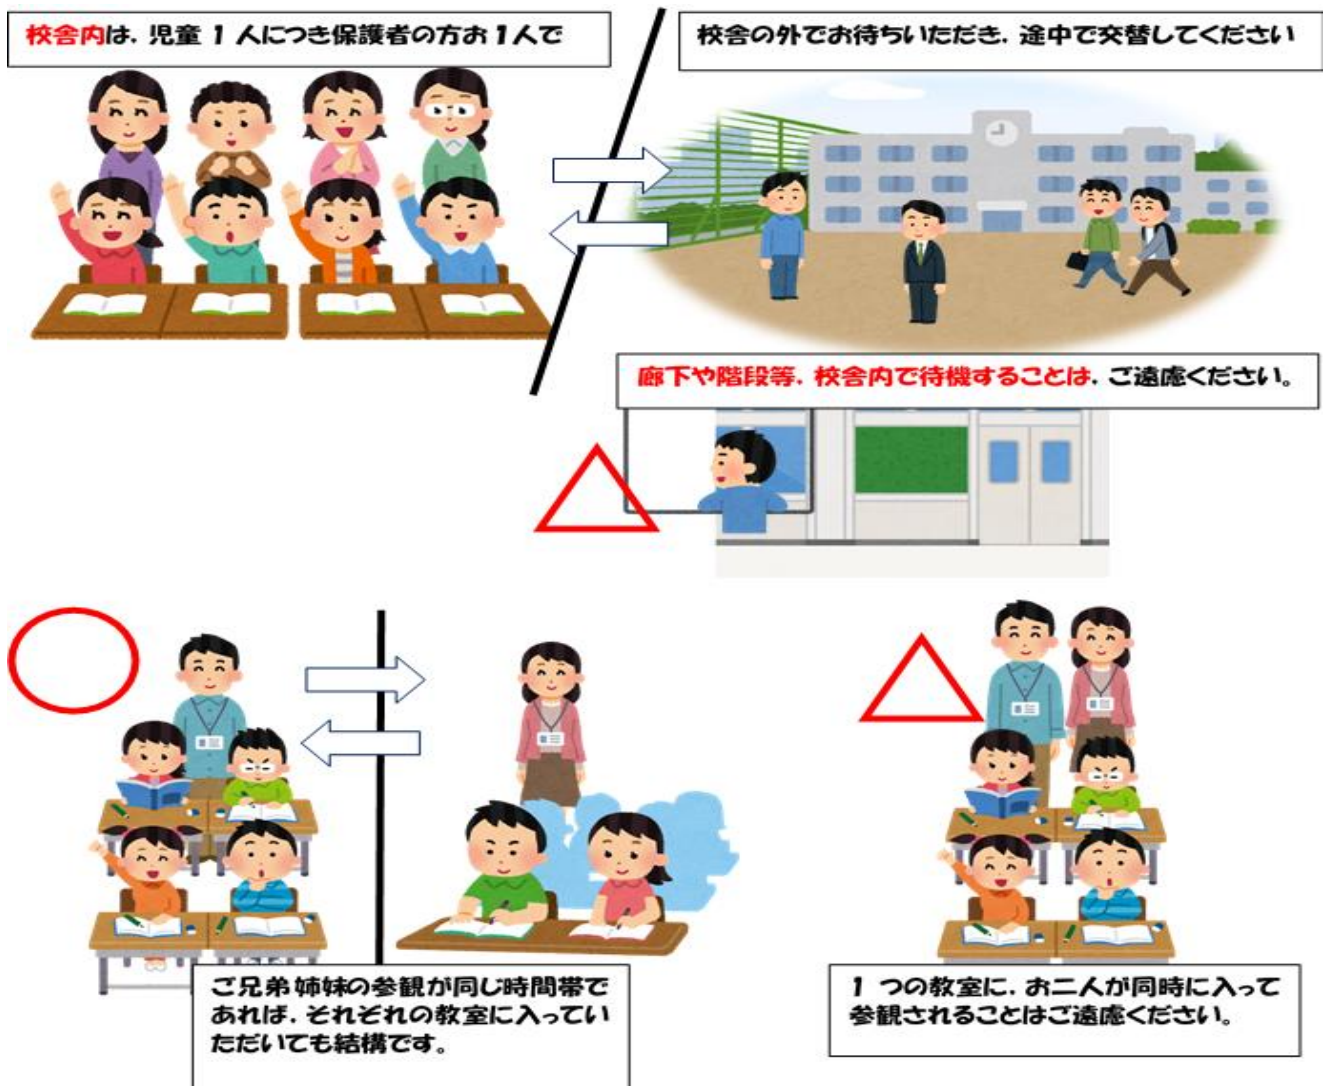 校舎内は，児童 1 人につき保護者の方お1人で
校舎の外でお待ちいただき，途中で交替してください
廊下や階段等，校舎内で待機することは，ご遠慮ください。
ご兄弟姉妹の参観が同じ時間帯で
あれば，それぞれの教室に入ってい
ただいても結構です。
1 つの教室に，お二人が同時に入って
参観されることはご遠慮ください。